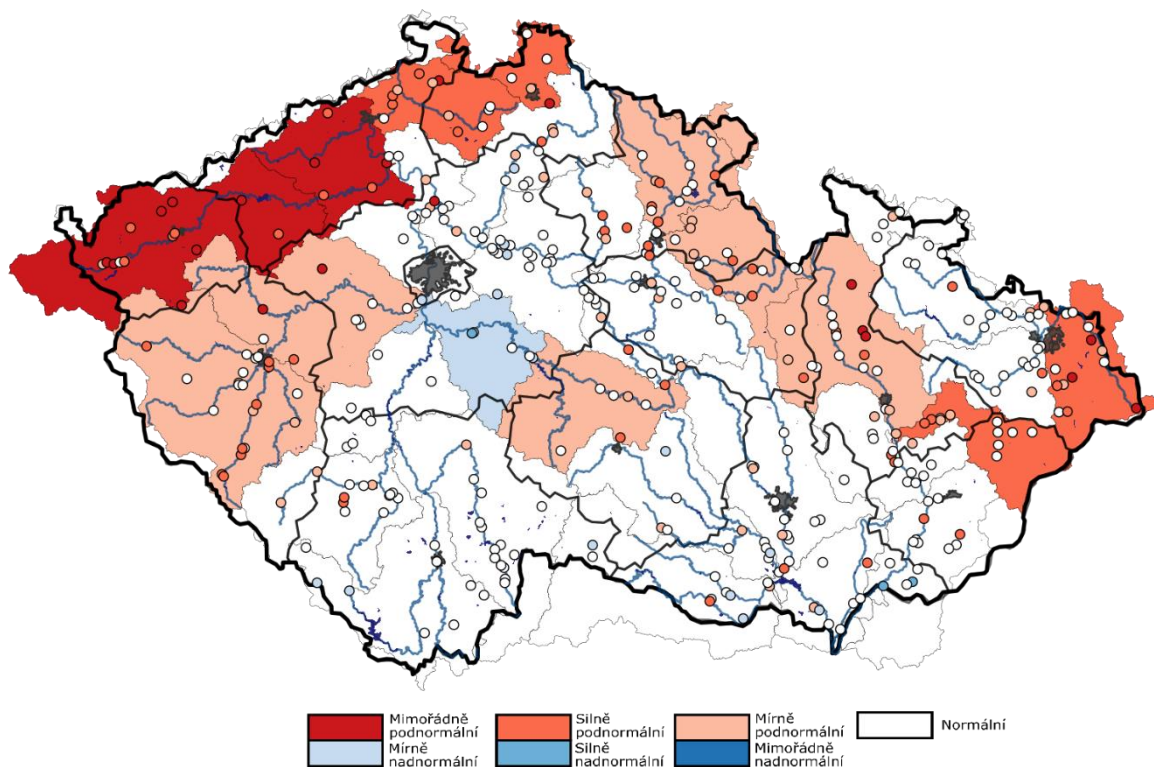 Mimořádně
podnormální
Silně
podnormální
Mírně
podnormální
Normální
Mírně
nadnormální
Silně
nadnormální
Mimořádně
nadnormální